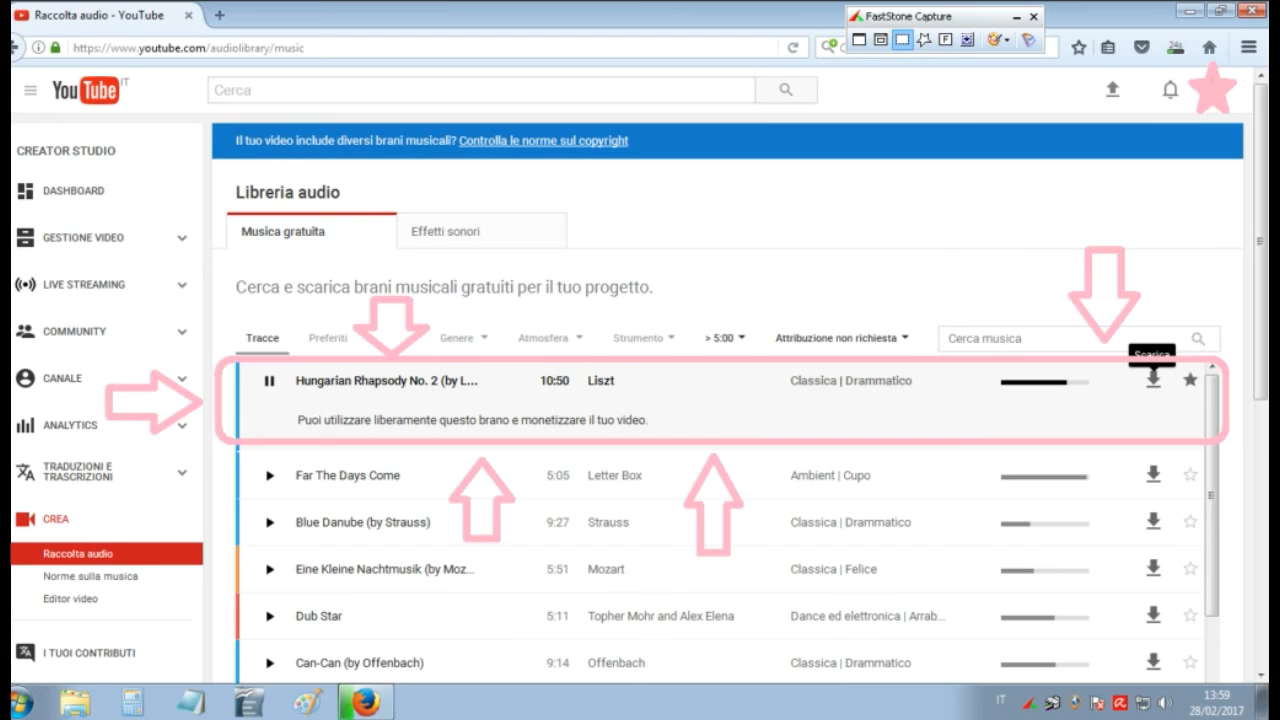 Raccolta audio - YouTube
FastStone Capture
https://www.youtube.com/audiolibrary/music
YouTube IT
Cerca
CREATOR STUDIO
DASHBOARD
GESTIONE VIDEO
LIVE STREAMING
COMMUNITY
CANALE
ANALYTICS
TRADUZIONI E
TRASCRIZIONI
CREA
Raccolta audio
Norme sulla musica
Editor video
I TUOI CONTRIBUTI
Il tuo video include diversi brani musicali? Controlla le norme sul copyright
Libreria audio
Musica gratuita Effetti sonori
Cerca e scarica brani musicali gratuiti per il tuo progetto.
Tracce Preferiti Genere Atmosfera Strumento > 5:00 Attribuzione non richiesta Cerca musica
Scarica
Hungarian Rhapsody No. 2 (by L... 10:50 Liszt Classica | Drammatico
Puoi utilizzare liberamente questo brano e monetizzare il tuo video.
Far The Days Come 5:05 Letter Box Ambient | Cupo
Blue Danube (by Strauss) 9:27 Strauss Classica | Drammatico
Eine Kleine Nachtmusik (by Moz... 5:51 Mozart Classica | Felice
Dub Star 5:11 Topher Mohr and Alex Elena Dance ed elettronica | Arrab...
Can-Can (by Offenbach) 9:14 Offenbach Classica | Drammatico
IT
13:59
28/02/2017